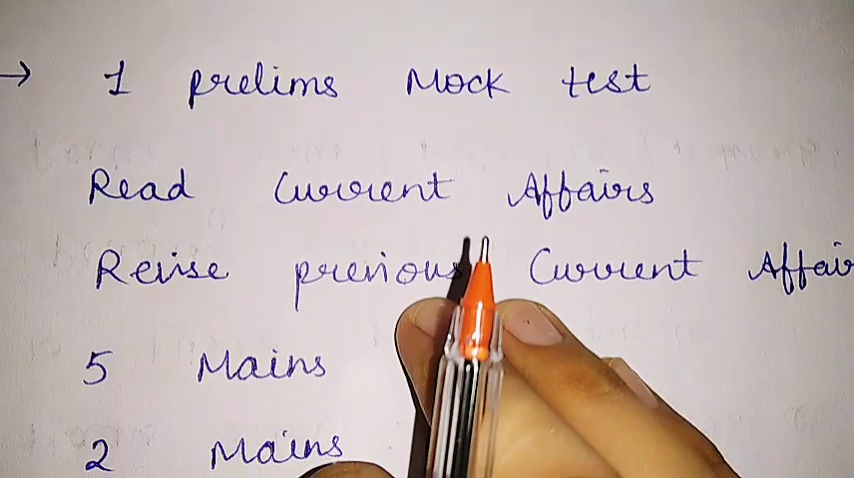 → 1 prelims Mock test
Read Current Affairs
Revise previous Current Affair
5 Mains
2 Mains